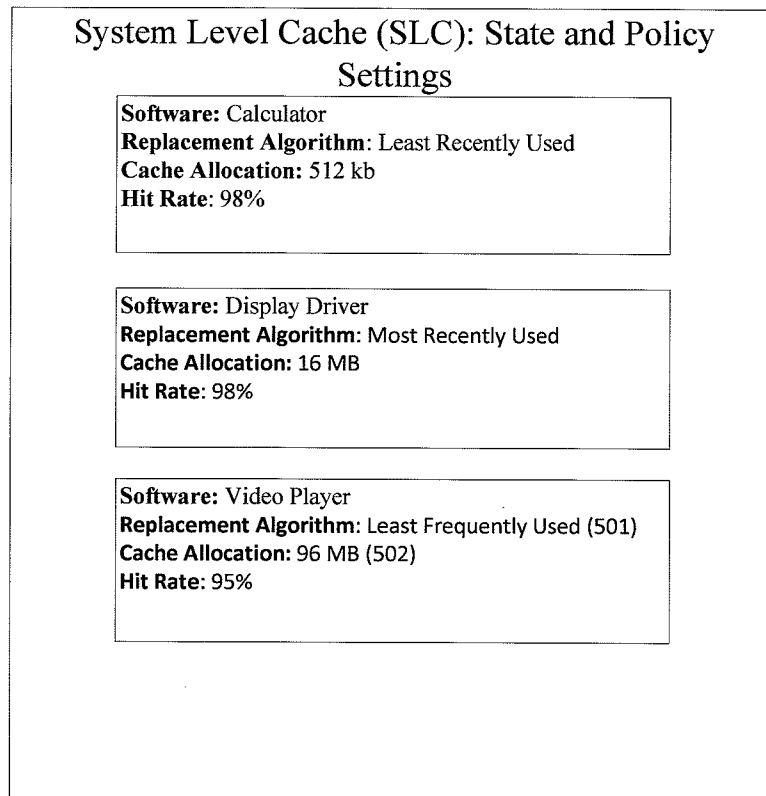 System Level Cache (SLC): State and Policy
Settings
Software: Calculator
Replacement Algorithm: Least Recently Used
Cache Allocation: 512 kb
Hit Rate: 98%
Software: Display Driver
Replacement Algorithm: Most Recently Used
Cache Allocation: 16 MB
Hit Rate: 98%
Software: Video Player
Replacement Algorithm: Least Frequently Used (501)
Cache Allocation: 96 MB (502)
Hit Rate: 95%